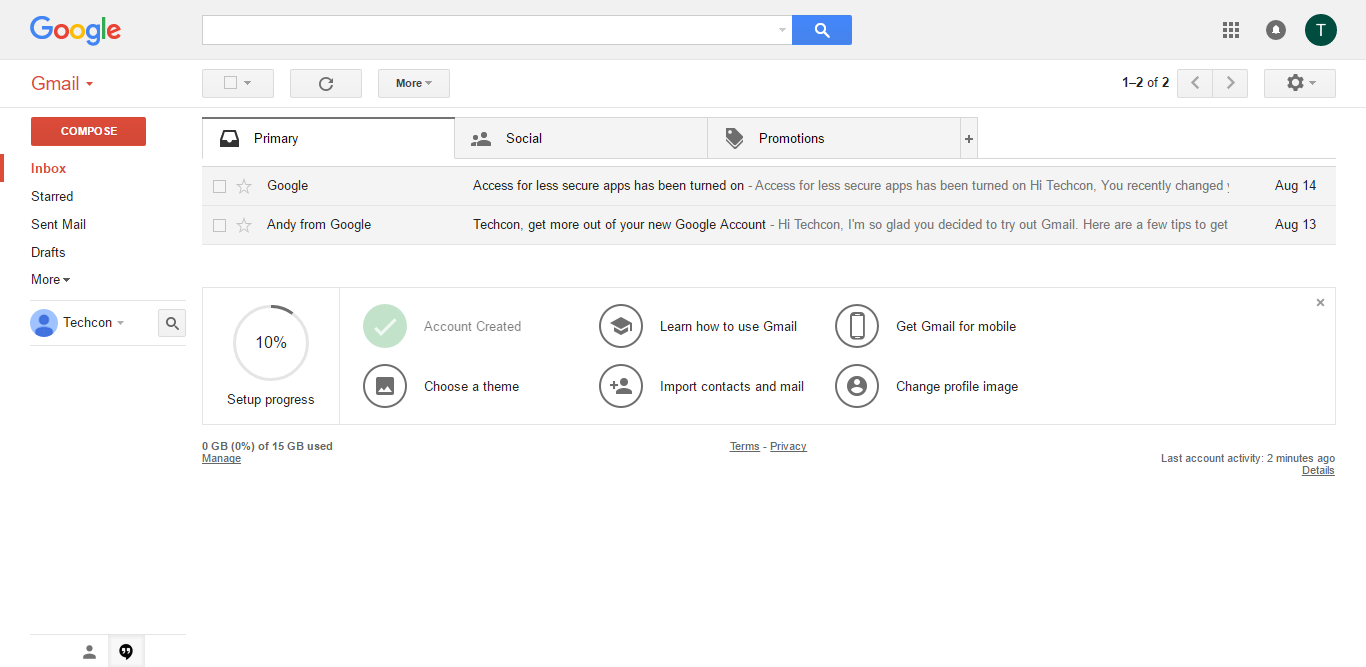 Google
T
Gmail
More
1–2 of 2
COMPOSE
Inbox
Starred
Sent Mail
Drafts
More
Techcon
Primary
Social
Promotions
+
Google Access for less secure apps has been turned on - Access for less secure apps has been turned on Hi Techcon, You recently changed Aug 14
Andy from Google Techcon, get more out of your new Google Account - Hi Techcon, I'm so glad you decided to try out Gmail. Here are a few tips to get Aug 13
10%
Setup progress
Account Created
Learn how to use Gmail
Get Gmail for mobile
Choose a theme
Import contacts and mail
Change profile image
0 GB (0%) of 15 GB used
Manage
Terms - Privacy
Last account activity: 2 minutes ago
Details